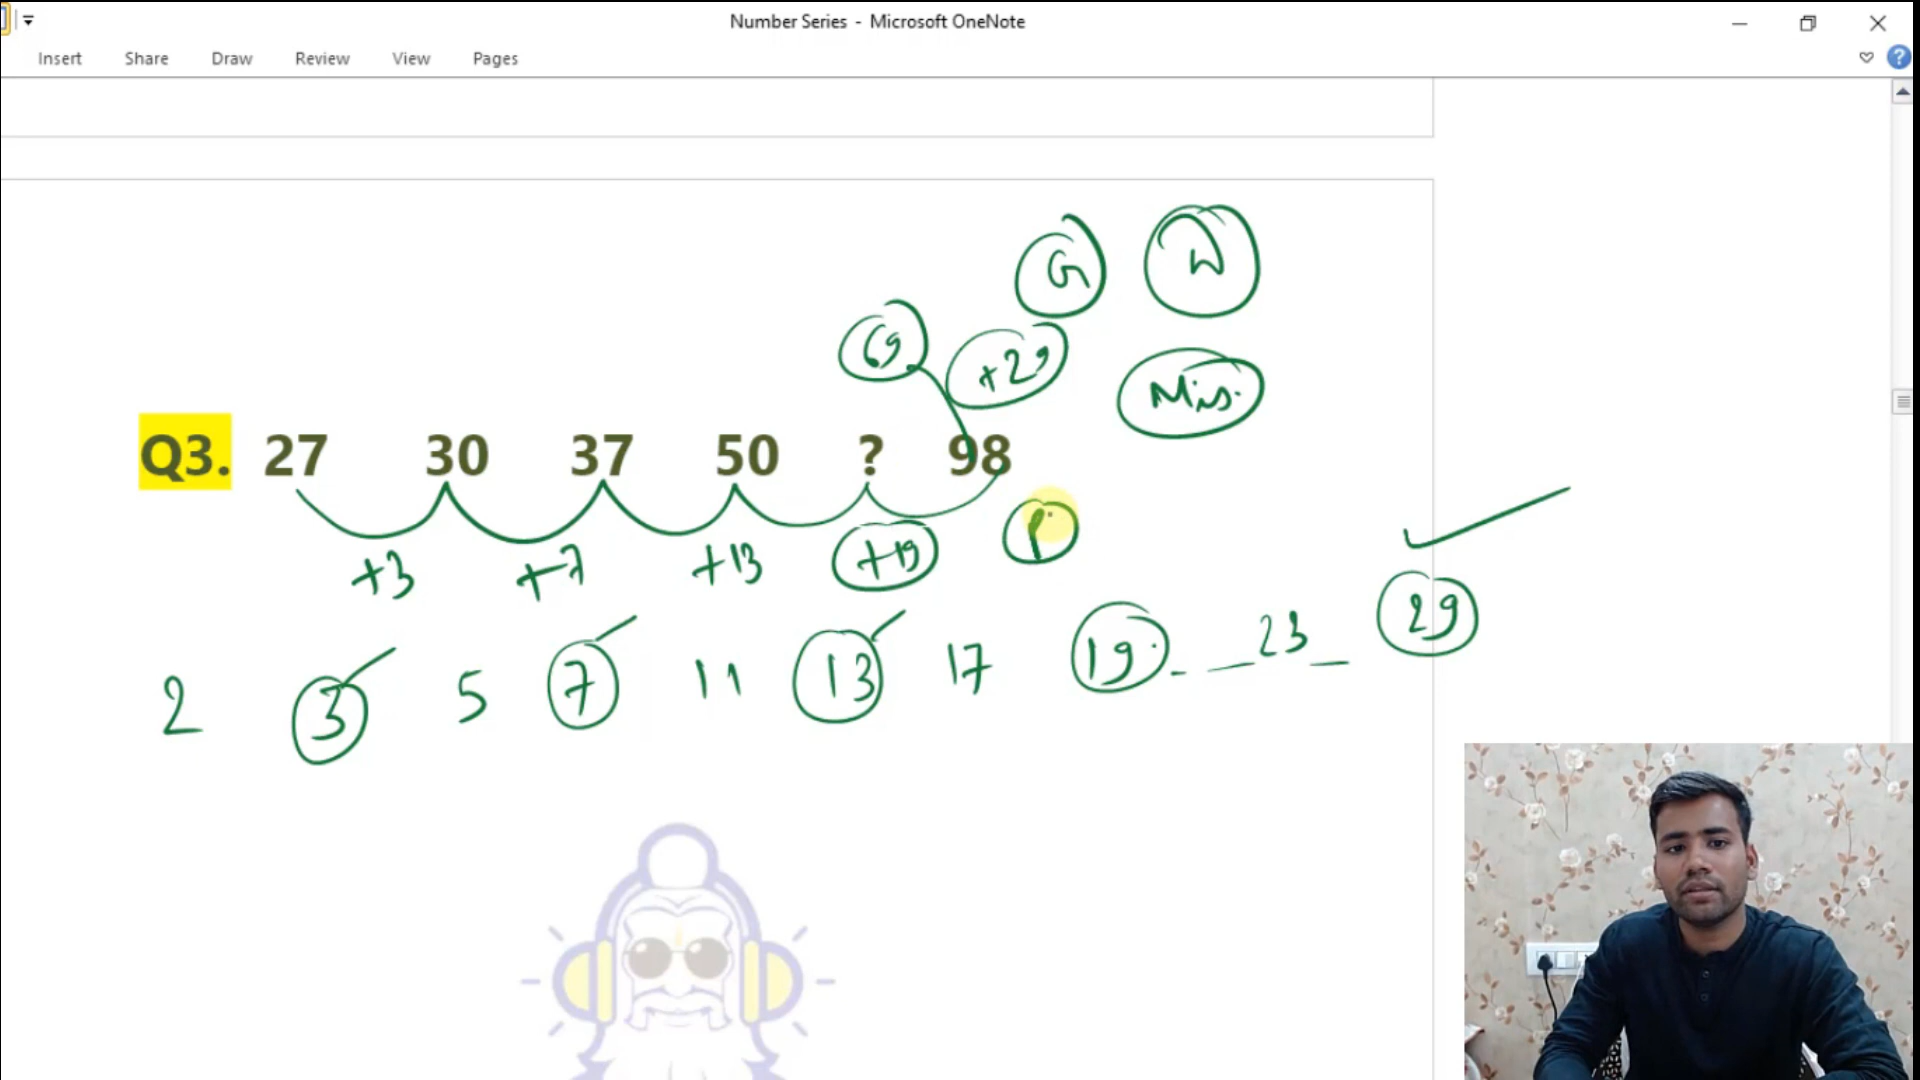 Number Series - Microsoft OneNote
Insert Share Draw Review View Pages
?
G W
69 +29 Mis.
Q3. 27 30 37 50 ? 98
+3 +7 +13 +19 P
2 3 5 7 11 13 17 19 23 29